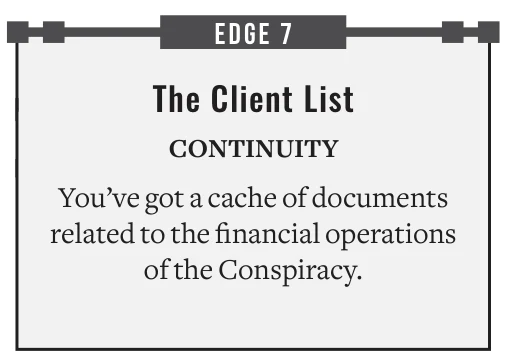 EDGE 7
The Client List
CONTINUITY
You’ve got a cache of documents
related to the financial operations
of the Conspiracy.